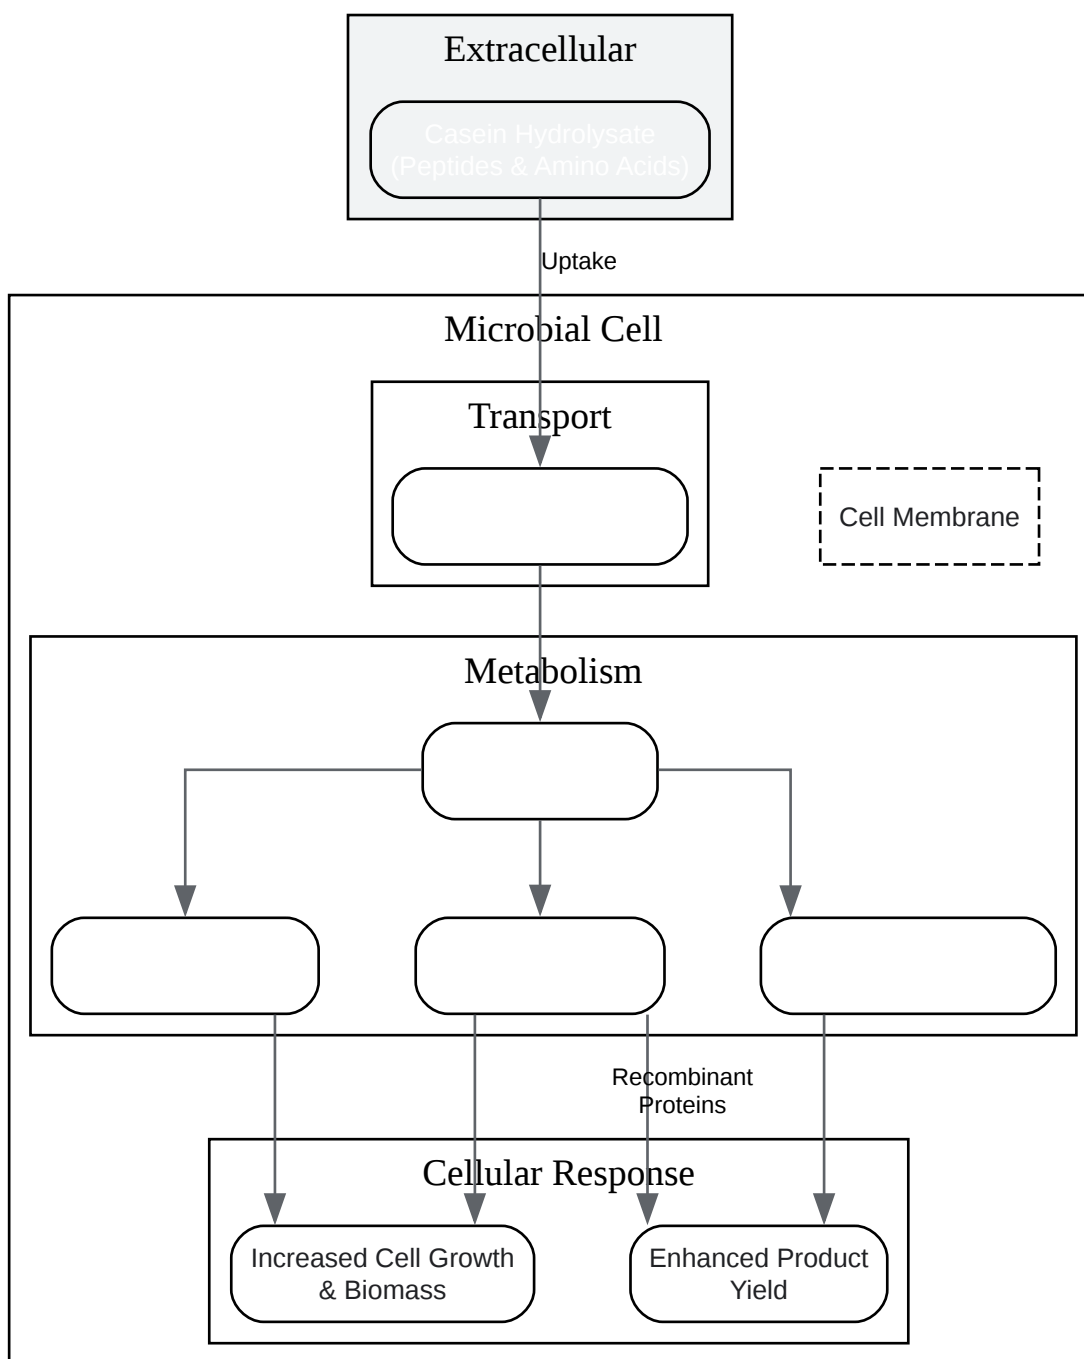 Extracellular
Casein Hydrolysate
(Peptides & Amino Acids)
Uptake
Microbial Cell
Transport
Cell Membrane
Metabolism
Recombinant
Proteins
Cellular Response
Increased Cell Growth
& Biomass
Enhanced Product
Yield